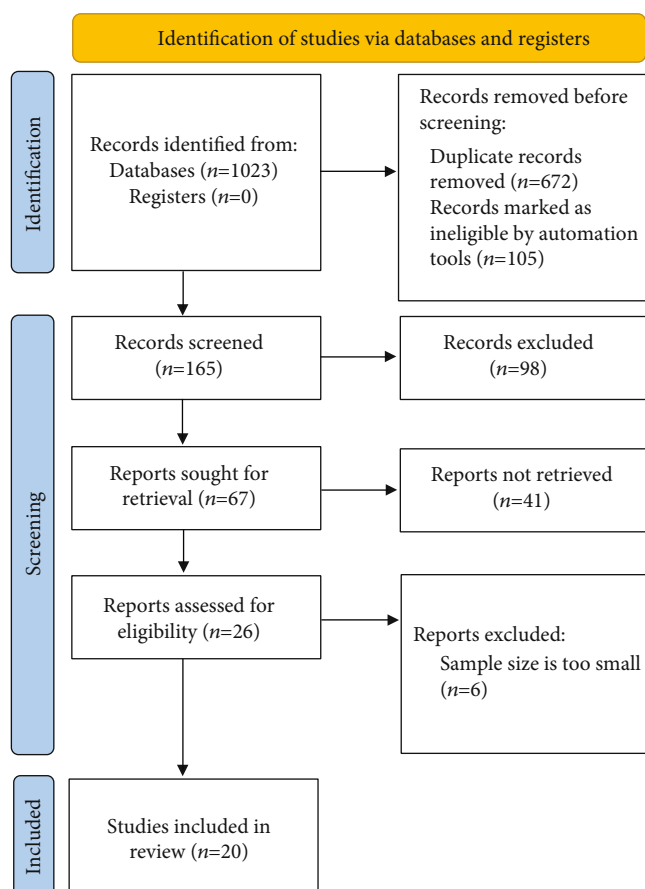 Identification of studies via databases and registers
Identification
Records identified from:
Databases (n=1023)
Registers (n=0)
Records removed before
screening:
Duplicate records
removed (n=672)
Records marked as
ineligible by automation
tools (n=105)
Screening
Records screened
(n=165)
Records excluded
(n=98)
Reports sought for
retrieval (n=67)
Reports not retrieved
(n=41)
Reports assessed for
eligibility (n=26)
Reports excluded:
Sample size is too small
(n=6)
Included
Studies included in
review (n=20)